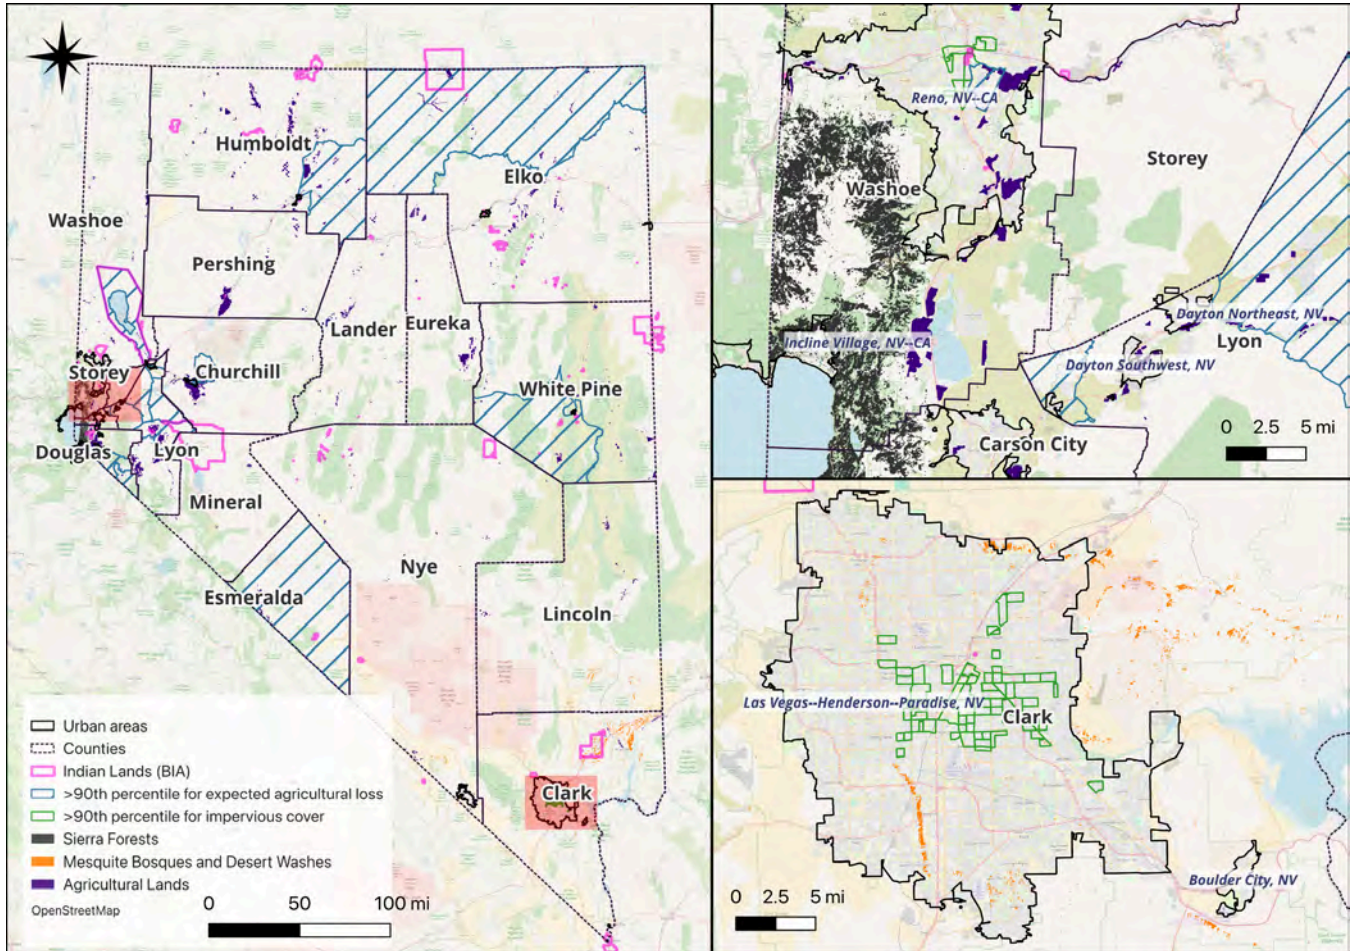 Humboldt
Elko
Washoe
Pershing
Lander
Eureka
Storey
Churchill
White Pine
Douglas
Lyon
Mineral
Nye
Esmeralda
Lincoln
Clark
Urban areas
Counties
Indian Lands (BIA)
>90th percentile for expected agricultural loss
>90th percentile for impervious cover
Sierra Forests
Mesquite Bosques and Desert Washes
Agricultural Lands
OpenStreetMap
0 50 100 mi
Reno, NV--CA
Storey
Washoe
Dayton Northeast, NV
Incline Village, NV--CA
Lyon
Dayton Southwest, NV
Carson City
0 2.5 5 mi
Las Vegas--Henderson--Paradise, NV
Clark
Boulder City, NV
0 2.5 5 mi